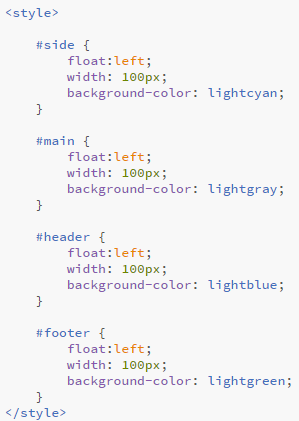 <style>
#side {
float:left;
width: 100px;
background-color: lightcyan;
}
#main {
float:left;
width: 100px;
background-color: lightgray;
}
#header {
float:left;
width: 100px;
background-color: lightblue;
}
#footer {
float:left;
width: 100px;
background-color: lightgreen;
}
</style>